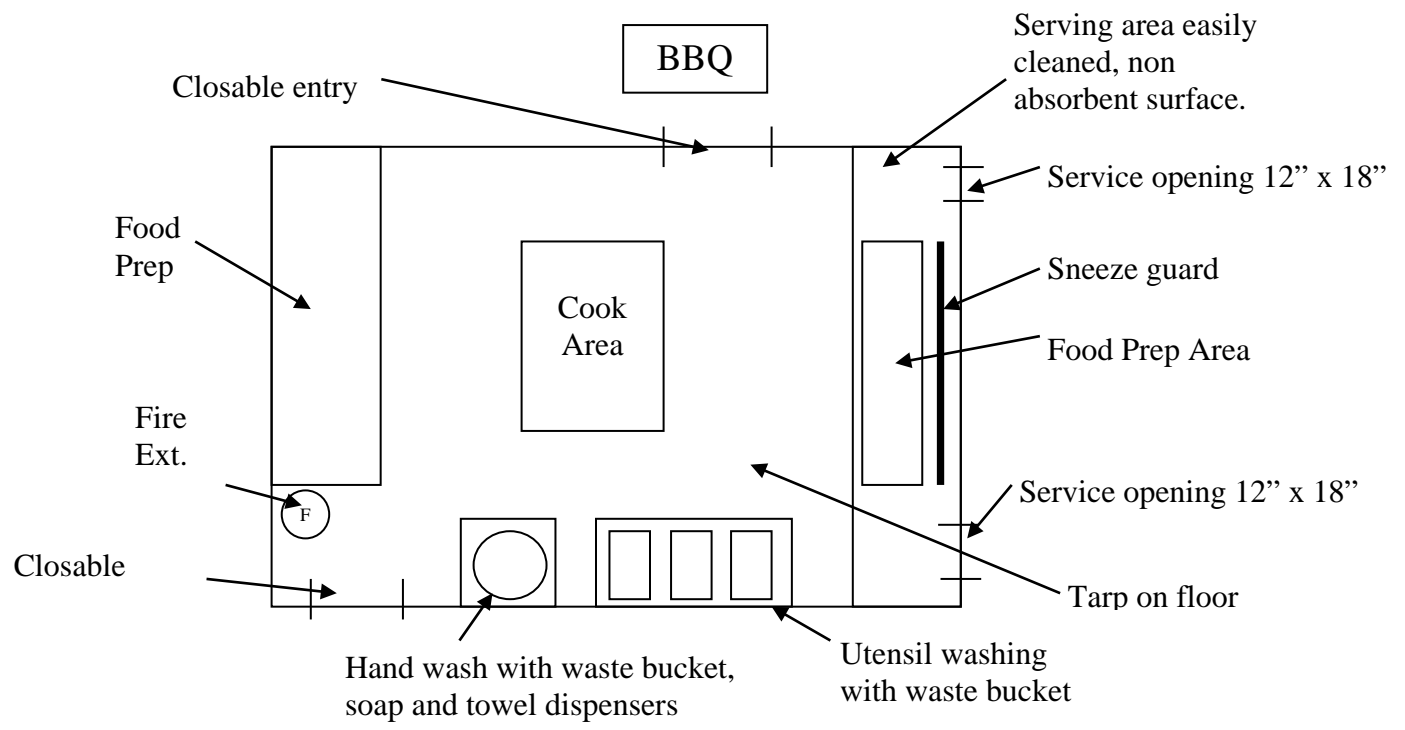 BBQ
Serving area easily
cleaned, non
absorbent surface.
Closable entry
Service opening 12” x 18”
Food
Prep
Sneeze guard
Cook
Area
Food Prep Area
Fire
Ext.
F
Service opening 12” x 18”
Closable
Tarp on floor
Hand wash with waste bucket,
soap and towel dispensers
Utensil washing
with waste bucket